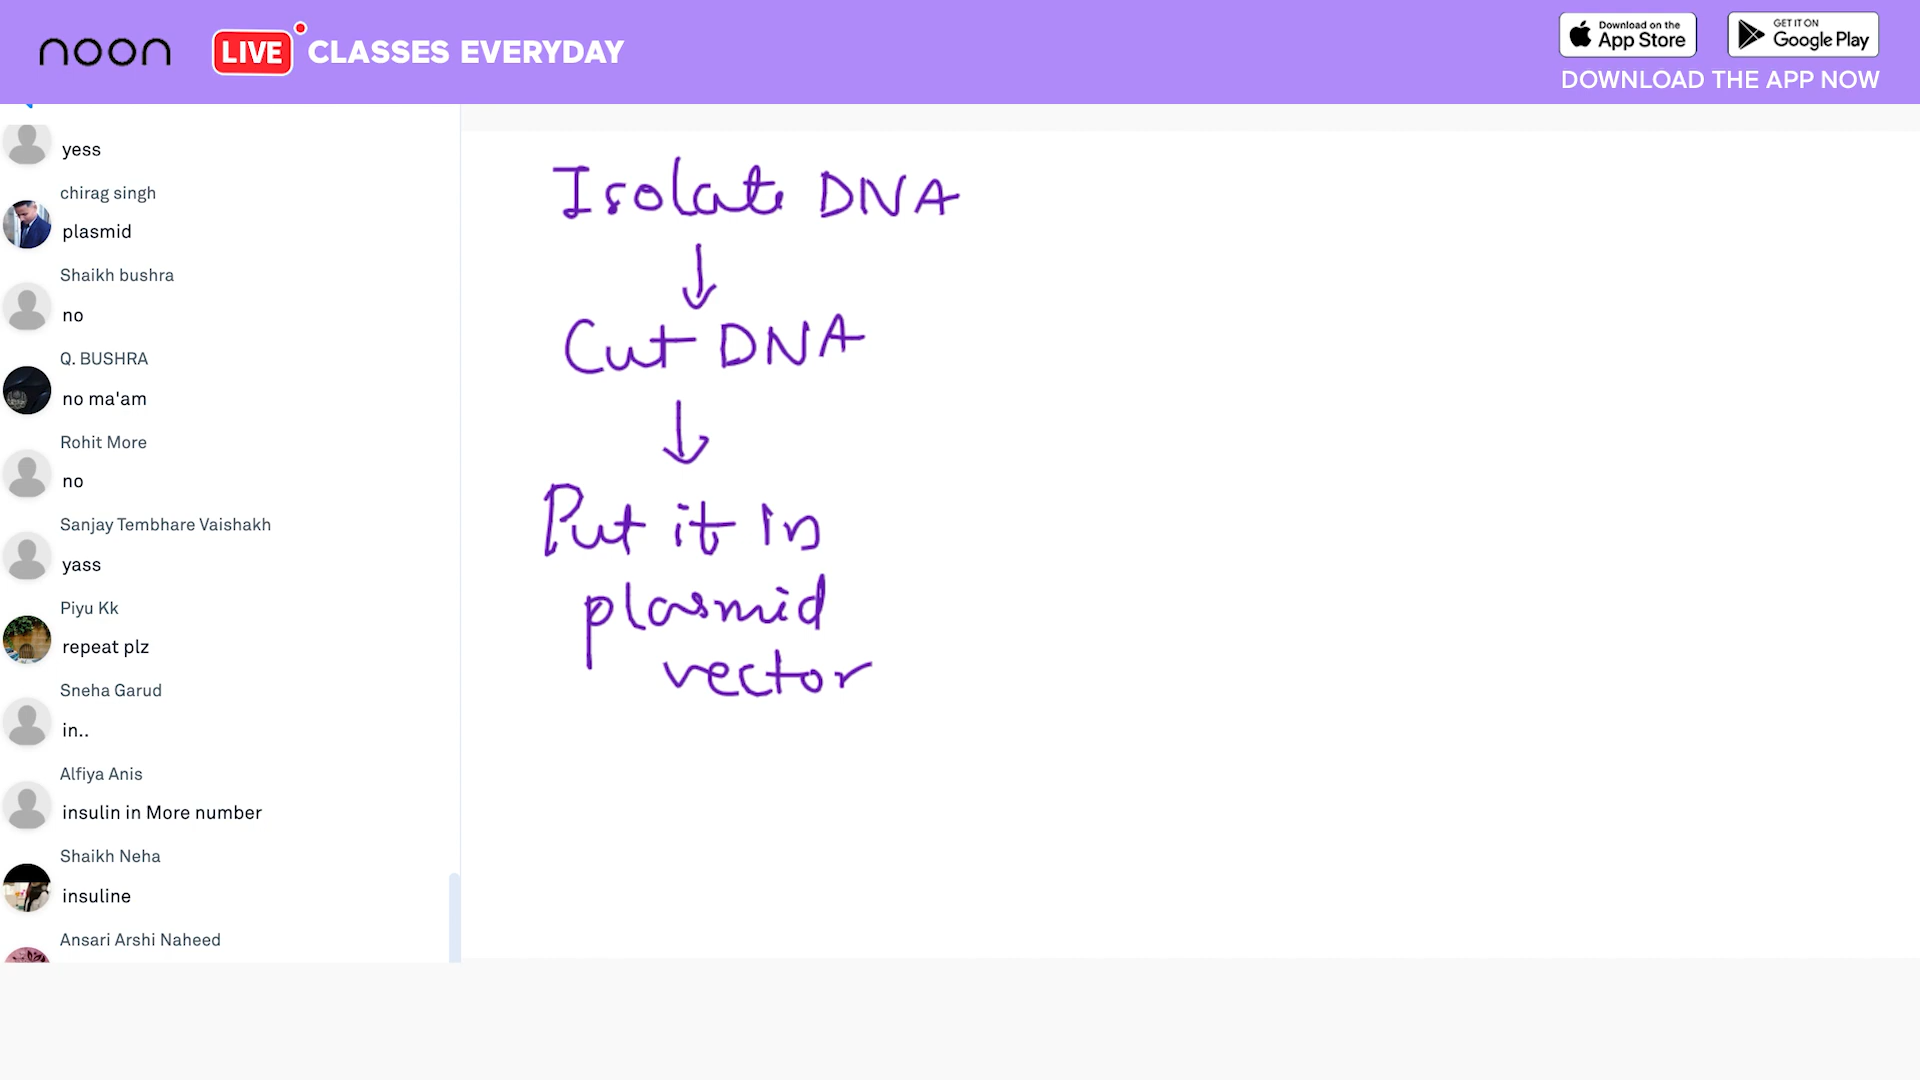 noon LIVE CLASSES EVERYDAY
Download on the App Store
GET IT ON Google Play
DOWNLOAD THE APP NOW
yess
chirag singh
plasmid
Shaikh bushra
no
Q. BUSHRA
no ma'am
Rohit More
no
Sanjay Tembhare Vaishakh
yass
Piyu Kk
repeat plz
Sneha Garud
in..
Alfiya Anis
insulin in More number
Shaikh Neha
insuline
Ansari Arshi Naheed
Isolate DNA
↓
Cut DNA
↓
Put it in
plasmid
vector